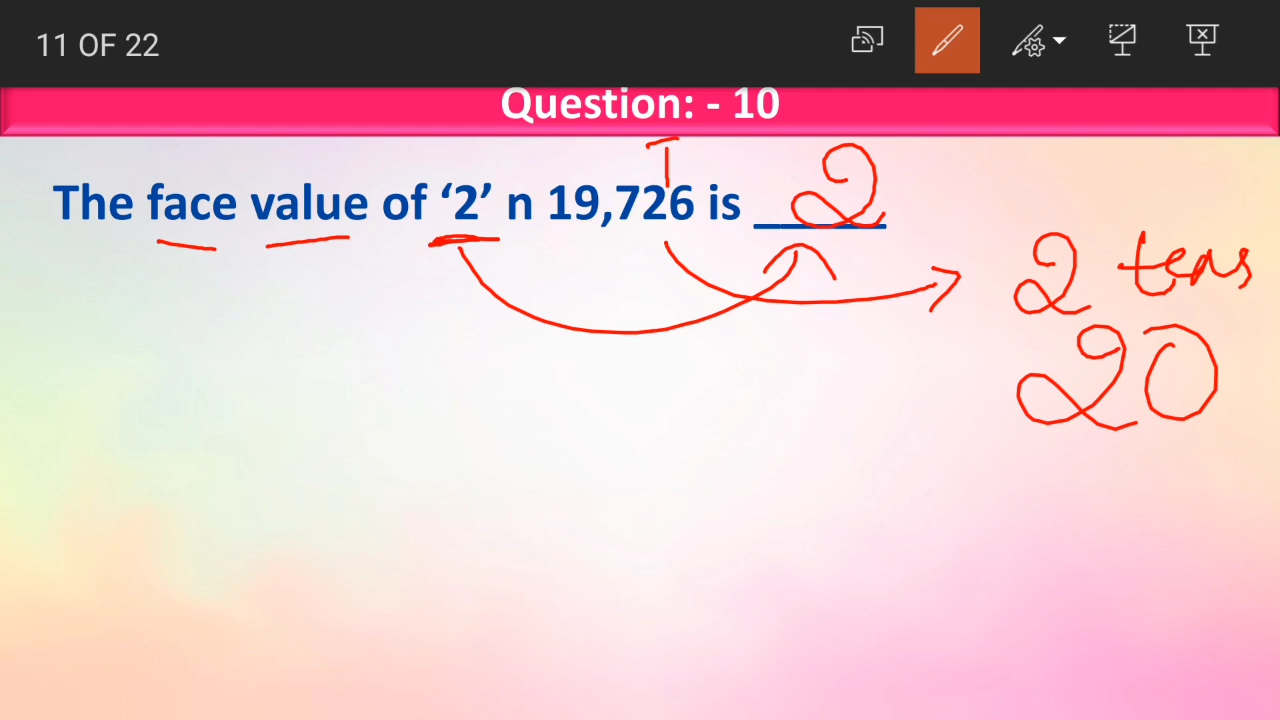 11 OF 22
Question: - 10
T
The face value of ‘2’ n 19,726 is 2
2 tens
20